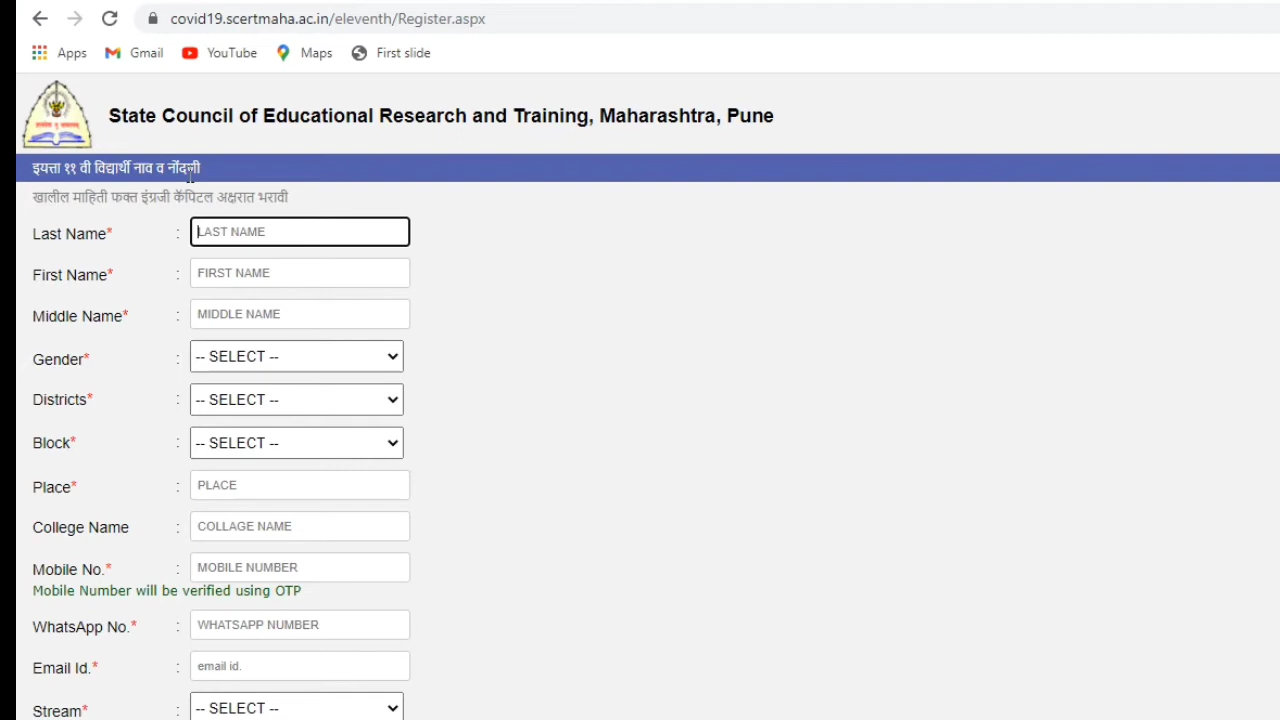 covid19.scertmaha.ac.in/eleventh/Register.aspx
Apps Gmail YouTube Maps First slide
State Council of Educational Research and Training, Maharashtra, Pune
इयत्ता ११ वी विद्यार्थी नाव व नोंदणी
खालील माहिती फक्त इंग्रजी कॅपिटल अक्षरात भरावी
Last Name* : LAST NAME
First Name* : FIRST NAME
Middle Name* : MIDDLE NAME
Gender* : -- SELECT --
Districts* : -- SELECT --
Block* : -- SELECT --
Place* : PLACE
College Name : COLLAGE NAME
Mobile No.* : MOBILE NUMBER
Mobile Number will be verified using OTP
WhatsApp No.* : WHATSAPP NUMBER
Email Id.* : email id.
Stream* : -- SELECT --